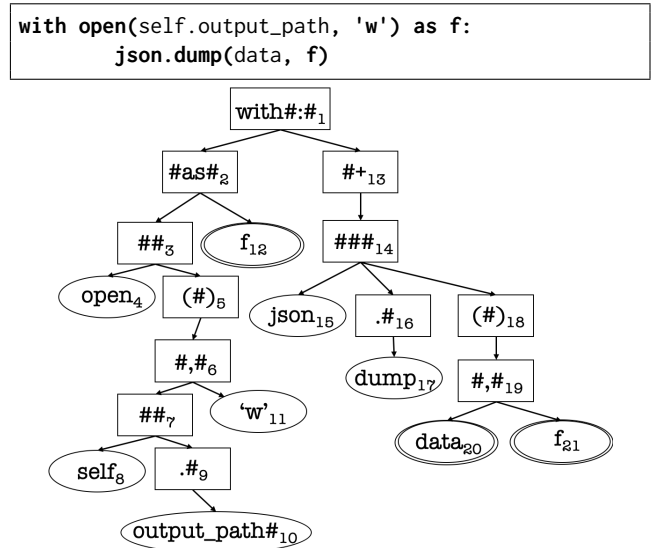 with open(self.output_path, 'w') as f:
json.dump(data, f)
with#:#1
#as#2 #+13
##3 f12 ###14
open4 (#)5 json15 .#16 (#)18
#,#6 dump17 #,#19
##7 ‘w’11
self8 .#9 data20 f21
output_path#10